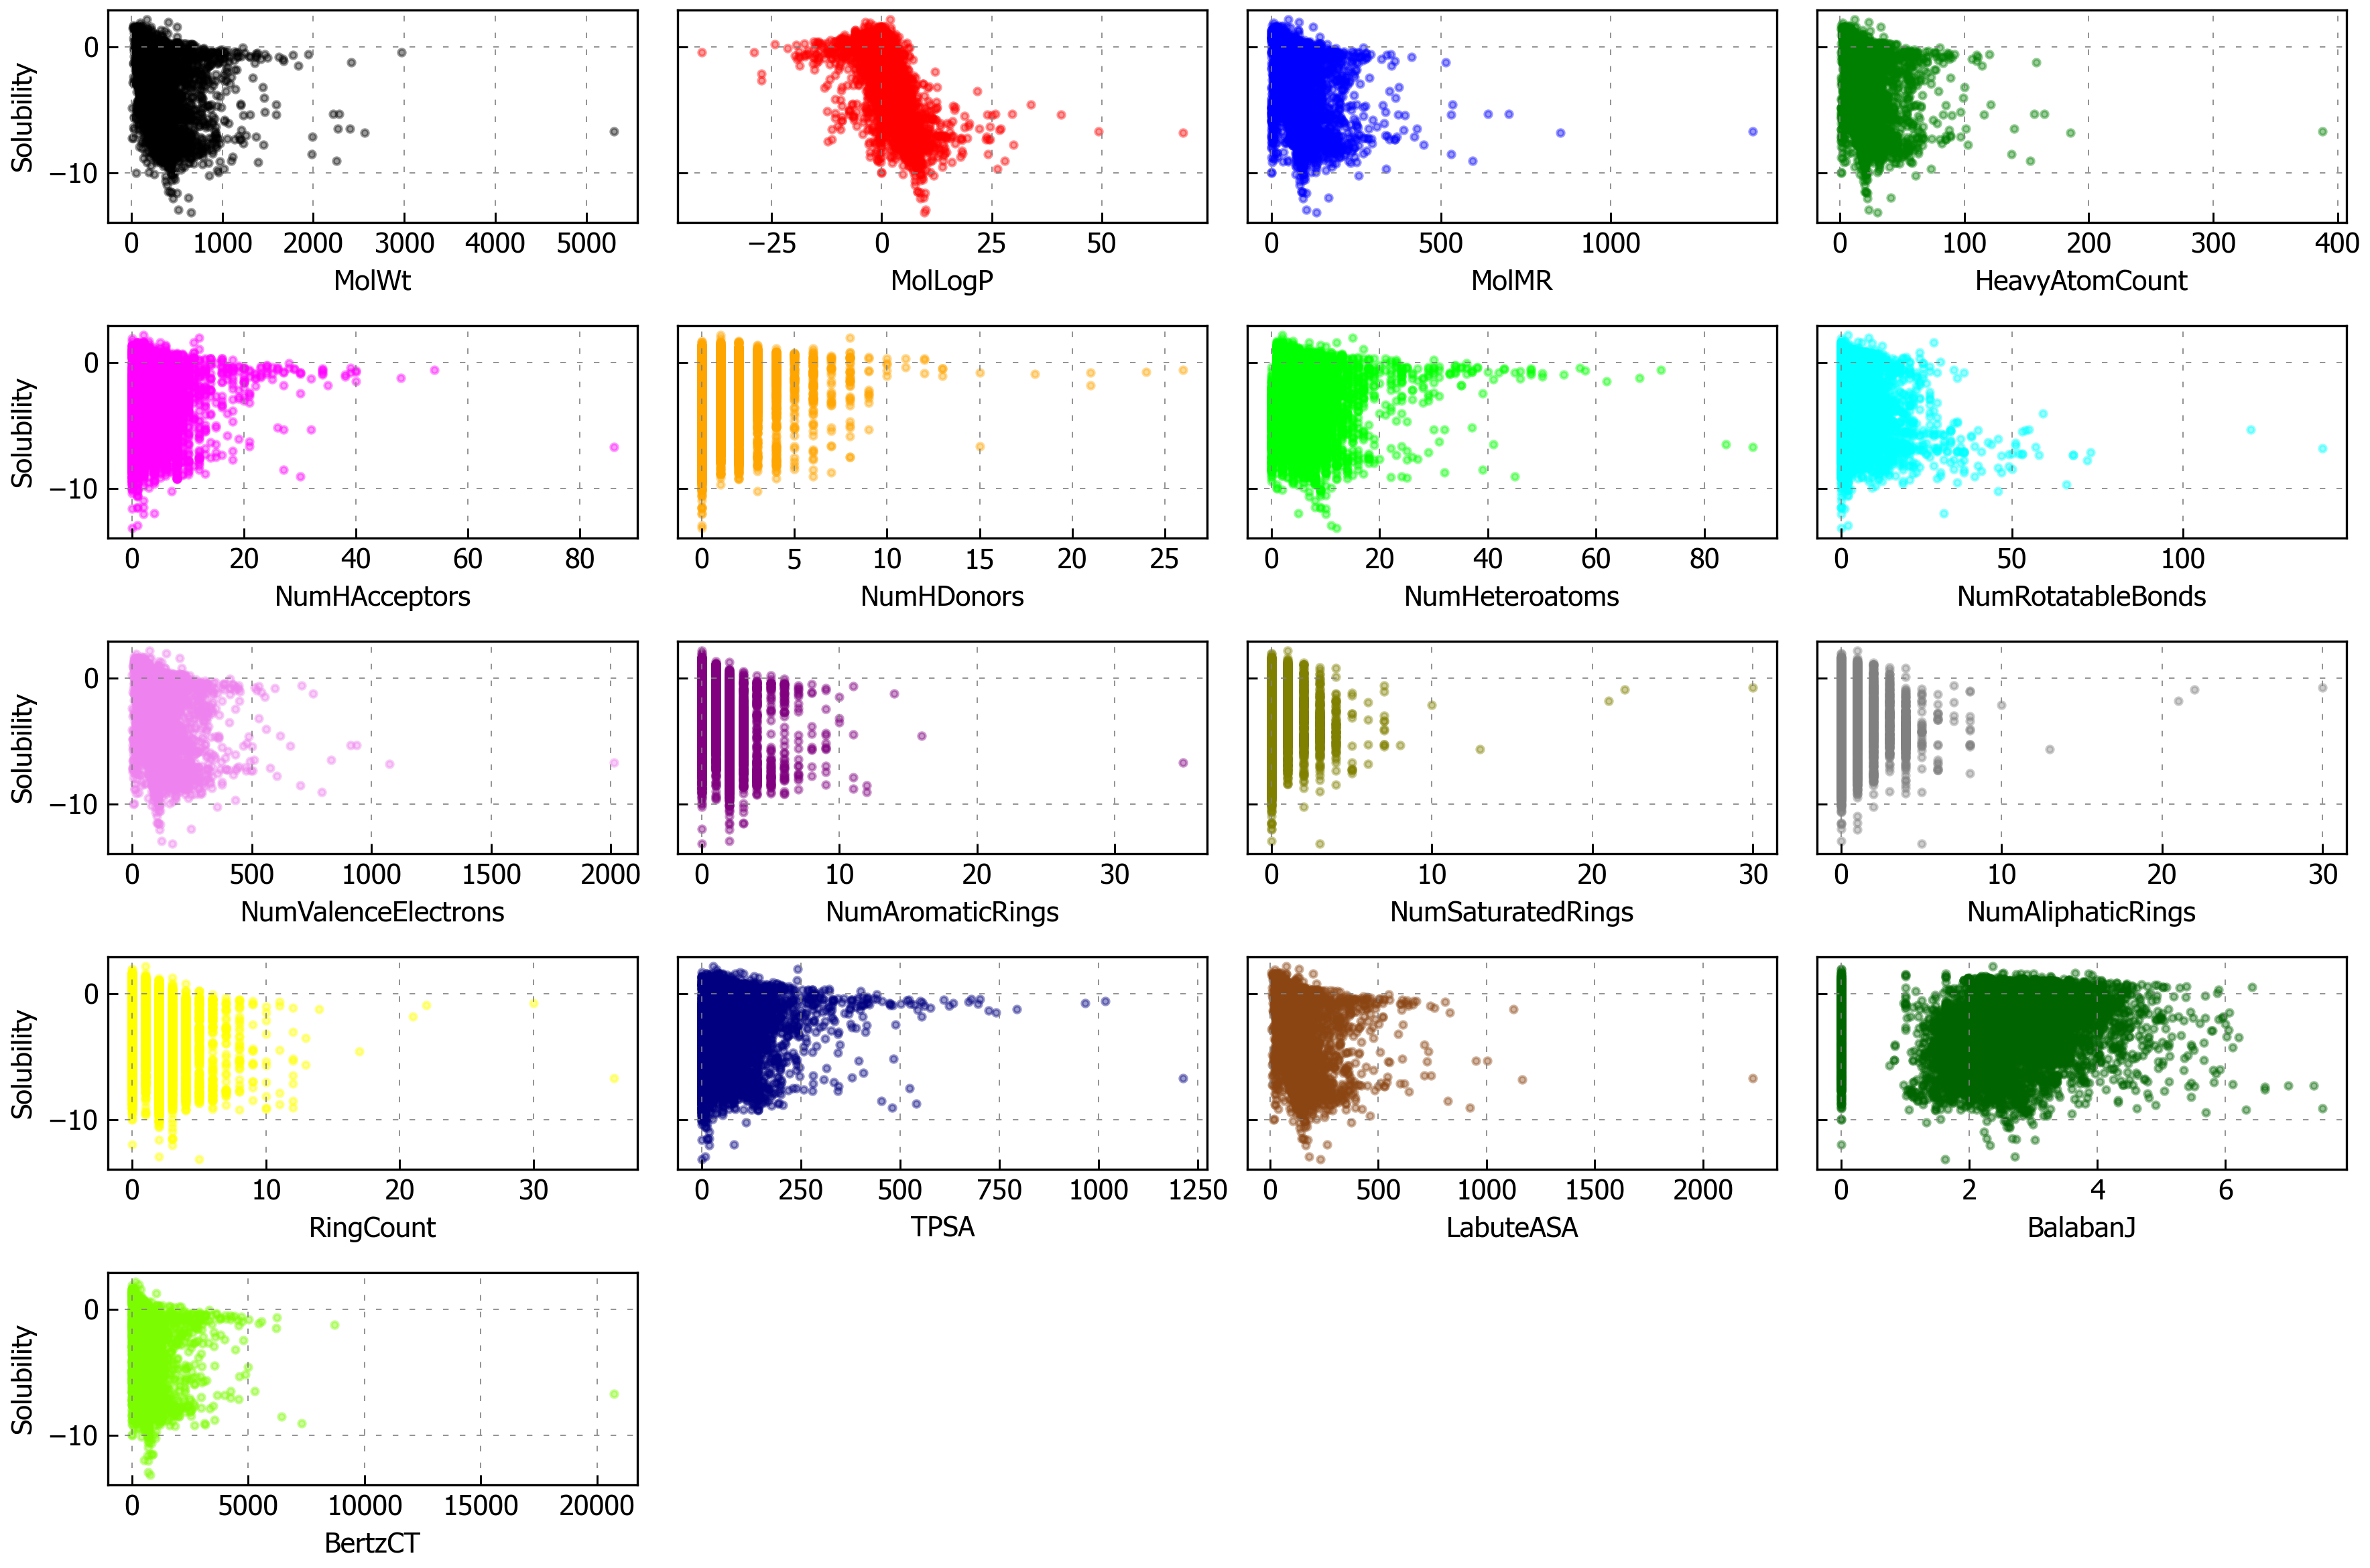 Solubility
0
−10
0 1000 2000 3000 4000 5000
MolWt
−25 0 25 50
MolLogP
0 500 1000
MolMR
0 100 200 300 400
HeavyAtomCount
Solubility
0
−10
0 20 40 60 80
NumHAcceptors
0 5 10 15 20 25
NumHDonors
0 20 40 60 80
NumHeteroatoms
0 50 100
NumRotatableBonds
Solubility
0
−10
0 500 1000 1500 2000
NumValenceElectrons
0 10 20 30
NumAromaticRings
0 10 20 30
NumSaturatedRings
0 10 20 30
NumAliphaticRings
Solubility
0
−10
0 10 20 30
RingCount
0 250 500 750 1000 1250
TPSA
0 500 1000 1500 2000
LabuteASA
0 2 4 6
BalabanJ
Solubility
0
−10
0 5000 10000 15000 20000
BertzCT